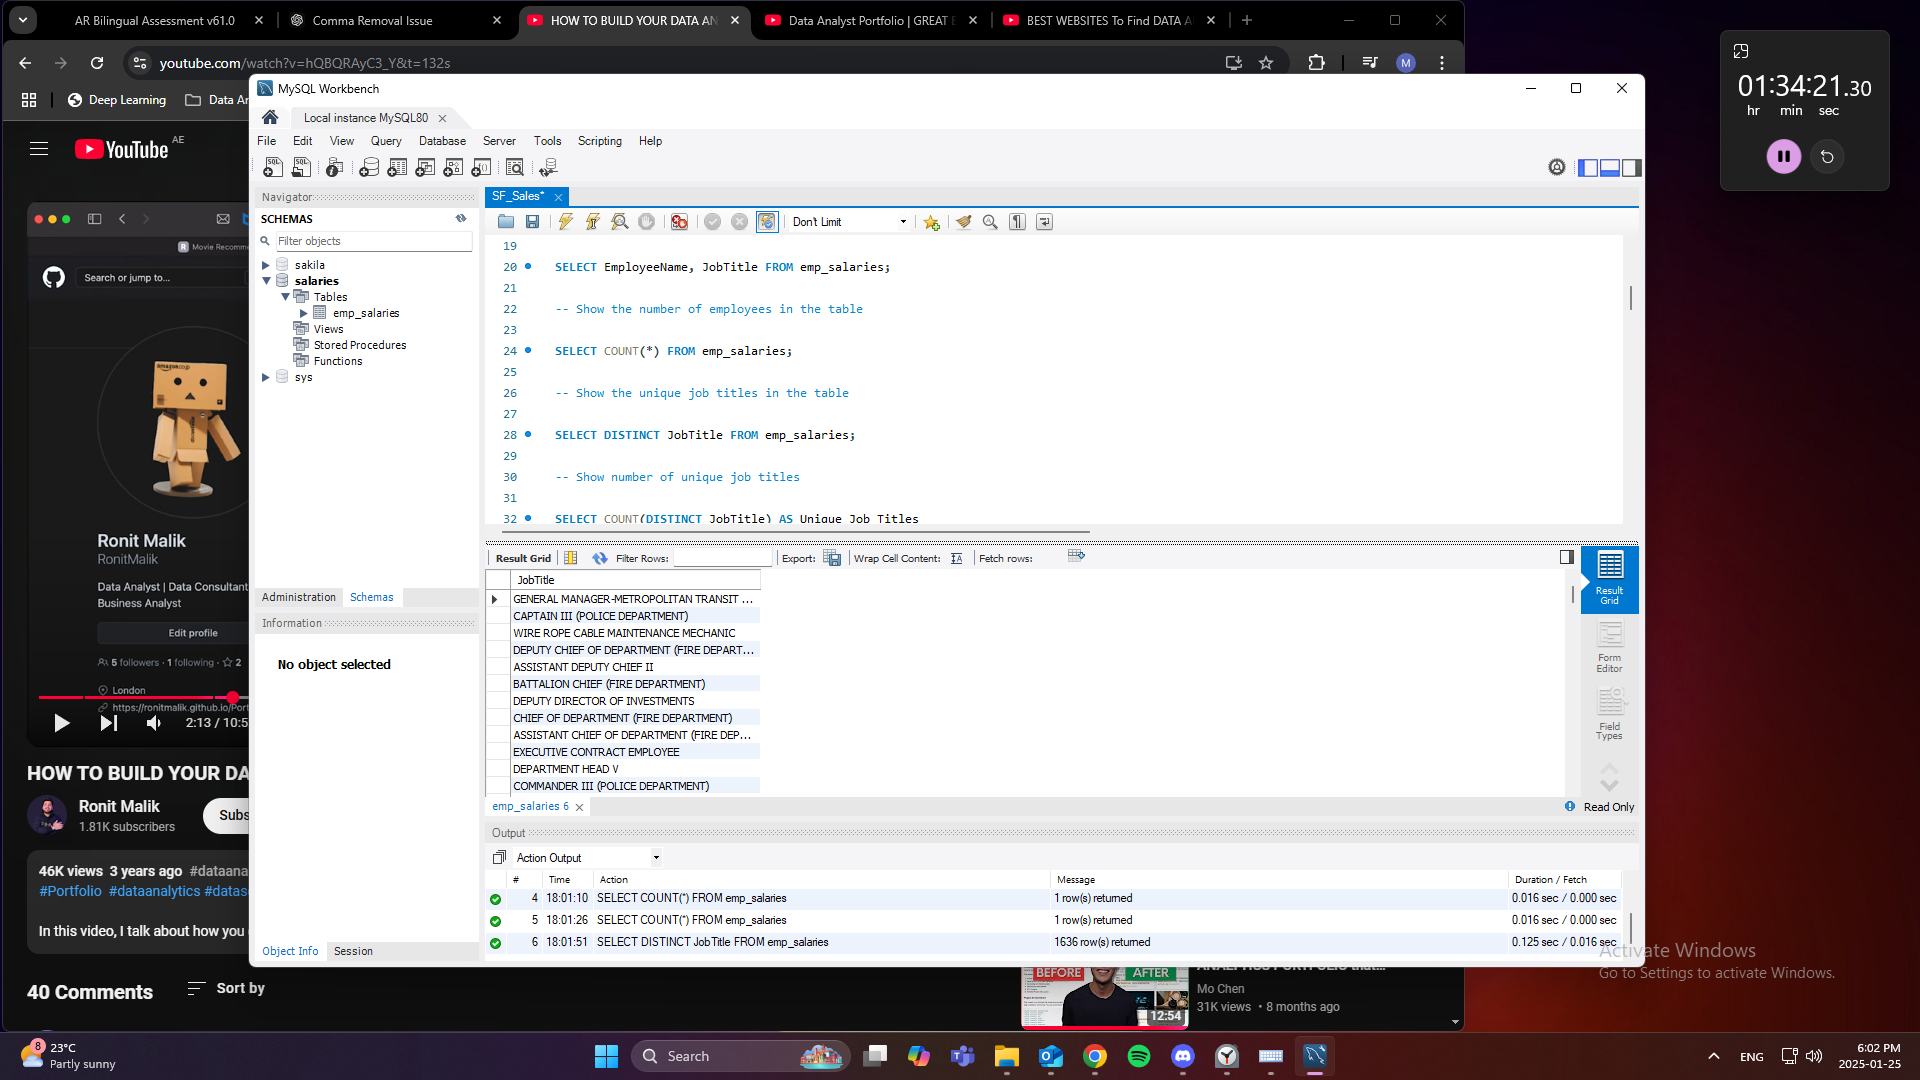 AR Bilingual Assessment v61.0
Comma Removal Issue
HOW TO BUILD YOUR DATA AN
Data Analyst Portfolio | GREAT E
BEST WEBSITES To Find DATA A
youtube.com/watch?v=hQBQRAyC3_Y&t=132s
M
Deep Learning
Data An
01:34:21.30
hr min sec
YouTube AE
Movie Recomm
Search or jump to...
Ronit Malik
RonitMalik
Data Analyst | Data Consultant
Business Analyst
Edit profile
5 followers · 1 following · 2
London
https://ronitmalik.github.io/Port
2:13 / 10:5
HOW TO BUILD YOUR DA
Ronit Malik
1.81K subscribers
Subs
46K views 3 years ago #dataana
#Portfolio #dataanalytics #datas
In this video, I talk about how you
40 Comments
Sort by
MySQL Workbench
Local instance MySQL80
File Edit View Query Database Server Tools Scripting Help
Navigator
SCHEMAS
Filter objects
sakila
salaries
Tables
emp_salaries
Views
Stored Procedures
Functions
sys
Administration Schemas
Information
No object selected
Object Info Session
SF_Sales*
Don't Limit
19
20 SELECT EmployeeName, JobTitle FROM emp_salaries;
21
22 -- Show the number of employees in the table
23
24 SELECT COUNT(*) FROM emp_salaries;
25
26 -- Show the unique job titles in the table
27
28 SELECT DISTINCT JobTitle FROM emp_salaries;
29
30 -- Show number of unique job titles
31
32 SELECT COUNT(DISTINCT JobTitle) AS Unique_Job_Titles
Result Grid Filter Rows: Export: Wrap Cell Content: Fetch rows:
JobTitle
GENERAL MANAGER-METROPOLITAN TRANSIT ...
CAPTAIN III (POLICE DEPARTMENT)
WIRE ROPE CABLE MAINTENANCE MECHANIC
DEPUTY CHIEF OF DEPARTMENT (FIRE DEPART...
ASSISTANT DEPUTY CHIEF II
BATTALION CHIEF (FIRE DEPARTMENT)
DEPUTY DIRECTOR OF INVESTMENTS
CHIEF OF DEPARTMENT (FIRE DEPARTMENT)
ASSISTANT CHIEF OF DEPARTMENT (FIRE DEP...
EXECUTIVE CONTRACT EMPLOYEE
DEPARTMENT HEAD V
COMMANDER III (POLICE DEPARTMENT)
Result
Grid
Form
Editor
Field
Types
emp_salaries 6
Read Only
Output
Action Output
# Time Action Message Duration / Fetch
4 18:01:10 SELECT COUNT(*) FROM emp_salaries 1 row(s) returned 0.016 sec / 0.000 sec
5 18:01:26 SELECT COUNT(*) FROM emp_salaries 1 row(s) returned 0.016 sec / 0.000 sec
6 18:01:51 SELECT DISTINCT JobTitle FROM emp_salaries 1636 row(s) returned 0.125 sec / 0.016 sec
Activate Windows
Go to Settings to activate Windows.
BEFORE
AFTER
12:54
Mo Chen
31K views • 8 months ago
8
23°C
Partly sunny
Search
ENG
6:02 PM
2025-01-25